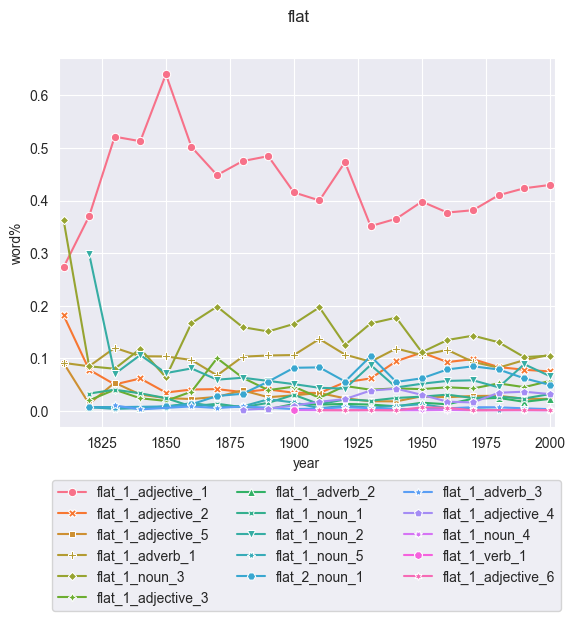 flat
0.6
0.5
0.4
0.3
0.2
0.1
0.0
word%
1825 1850 1875 1900 1925 1950 1975 2000
year
flat_1_adjective_1 flat_1_adverb_2 flat_1_adverb_3
flat_1_adjective_2 flat_1_noun_1 flat_1_adjective_4
flat_1_adjective_5 flat_1_noun_2 flat_1_noun_4
flat_1_adverb_1 flat_1_noun_5 flat_1_verb_1
flat_1_noun_3 flat_2_noun_1 flat_1_adjective_6
flat_1_adjective_3